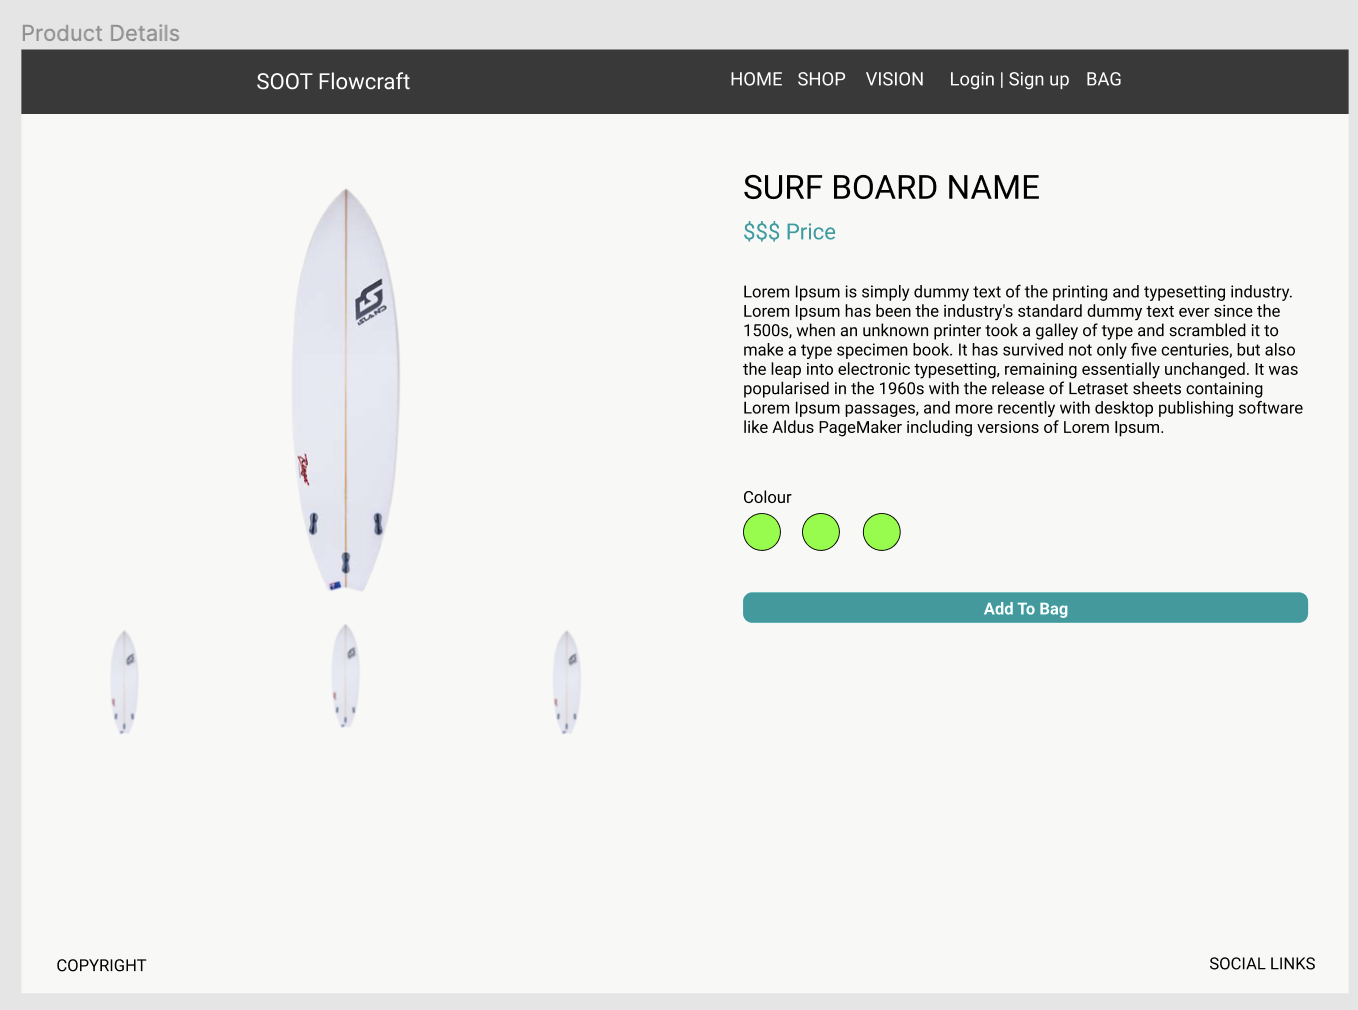 Product Details
SOOT Flowcraft
HOME SHOP VISION Login | Sign up BAG
SURF BOARD NAME
$$$ Price
Lorem Ipsum is simply dummy text of the printing and typesetting industry.
Lorem Ipsum has been the industry's standard dummy text ever since the
1500s, when an unknown printer took a galley of type and scrambled it to
make a type specimen book. It has survived not only five centuries, but also
the leap into electronic typesetting, remaining essentially unchanged. It was
popularised in the 1960s with the release of Letraset sheets containing
Lorem Ipsum passages, and more recently with desktop publishing software
like Aldus PageMaker including versions of Lorem Ipsum.
ISLAND
Colour
Add To Bag
COPYRIGHT
SOCIAL LINKS